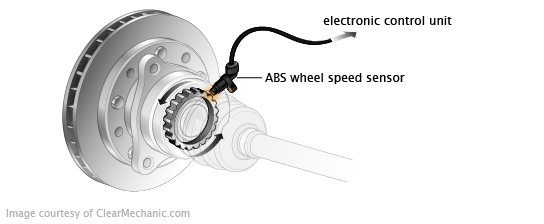 electronic control unit
ABS wheel speed sensor
Image courtesy of ClearMechanic.com